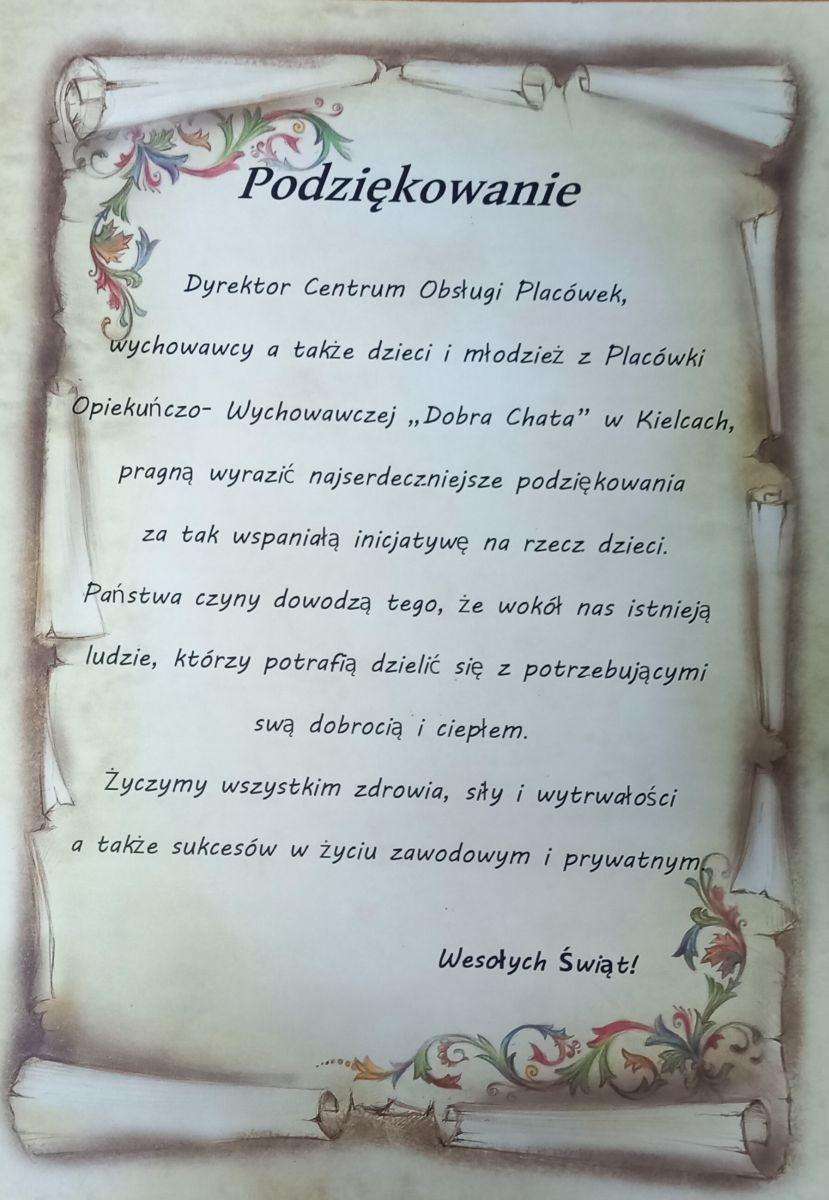 Podziękowanie
Dyrektor Centrum Obsługi Placówek,
wychowawcy a także dzieci i młodzież z Placówki
Opiekuńczo- Wychowawczej „Dobra Chata” w Kielcach,
pragną wyrazić najserdeczniejsze podziękowania
za tak wspaniałą inicjatywę na rzecz dzieci.
Państwa czyny dowodzą tego, że wokół nas istnieją
ludzie, którzy potrafią dzielić się z potrzebującymi
swą dobrocią i ciepłem.
Życzymy wszystkim zdrowia, siły i wytrwałości
a także sukcesów w życiu zawodowym i prywatnym.
Wesołych Świąt!